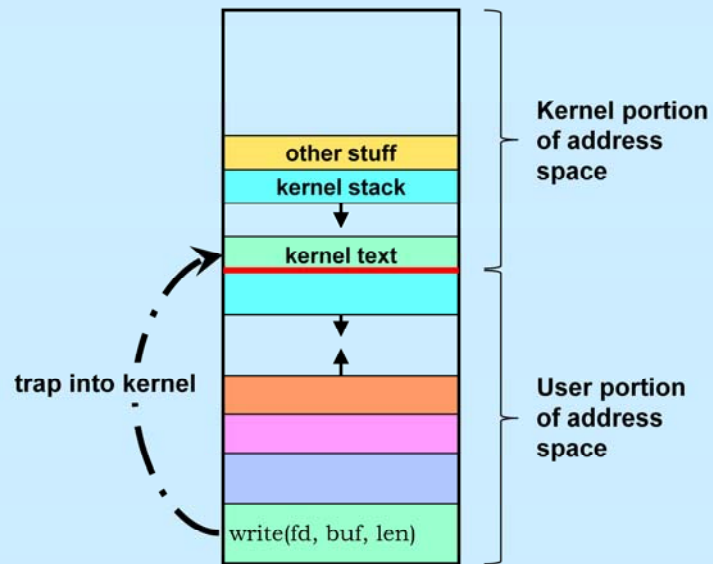 Kernel portion
of address
space
other stuff
kernel stack
kernel text
trap into kernel
User portion
of address
space
write(fd, buf, len)